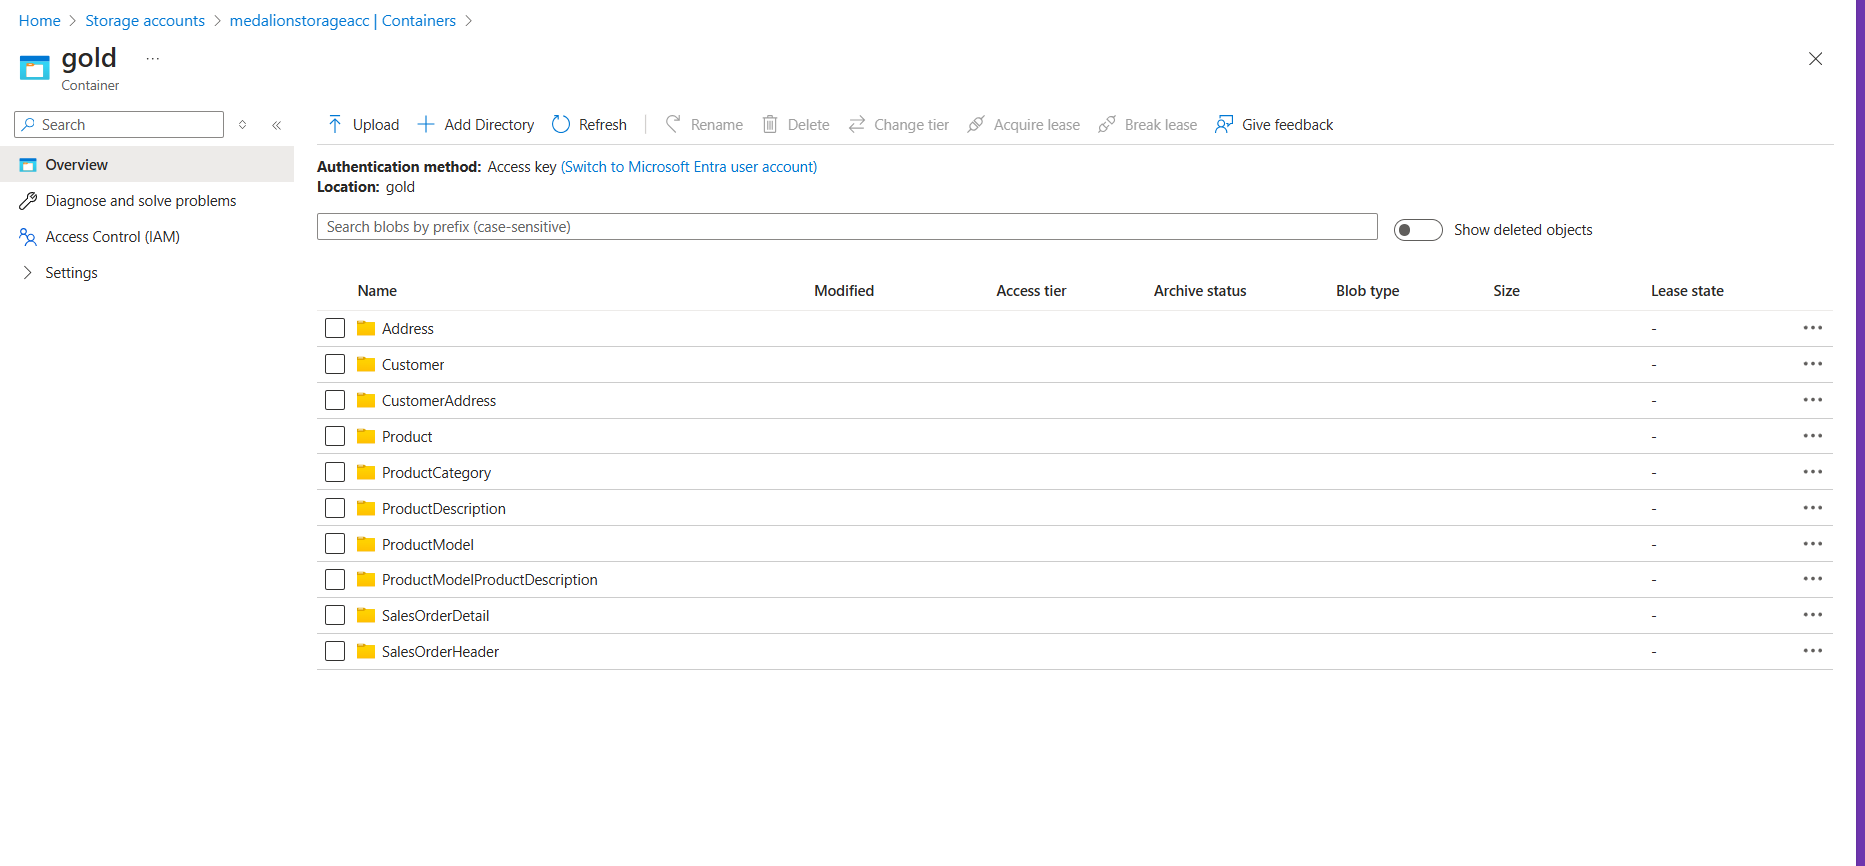 Home > Storage accounts > medalionstorageacc | Containers >
gold ...
Container
Search
Overview
Diagnose and solve problems
Access Control (IAM)
Settings
Upload Add Directory Refresh Rename Delete Change tier Acquire lease Break lease Give feedback
Authentication method: Access key (Switch to Microsoft Entra user account)
Location: gold
Search blobs by prefix (case-sensitive) Show deleted objects
Name Modified Access tier Archive status Blob type Size Lease state
Address - ...
Customer - ...
CustomerAddress - ...
Product - ...
ProductCategory - ...
ProductDescription - ...
ProductModel - ...
ProductModelProductDescription - ...
SalesOrderDetail - ...
SalesOrderHeader - ...